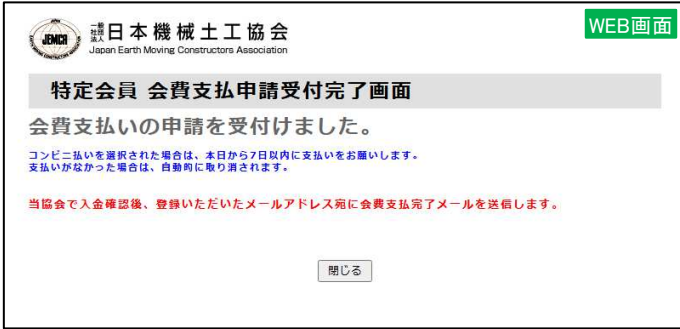 WEB画面
JEMCA
一般社団法人 日本機械土工協会
Japan Earth Moving Constructors Association
特定会員 会費支払申請受付完了画面
会費支払いの申請を受付けました。
コンビニ払いを選択された場合は、本日から7日以内に支払いをお願いします。
支払いがなかった場合は、自動的に取り消されます。
当協会で入金確認後、登録いただいたメールアドレス宛に会費支払完了メールを送信します。
閉じる